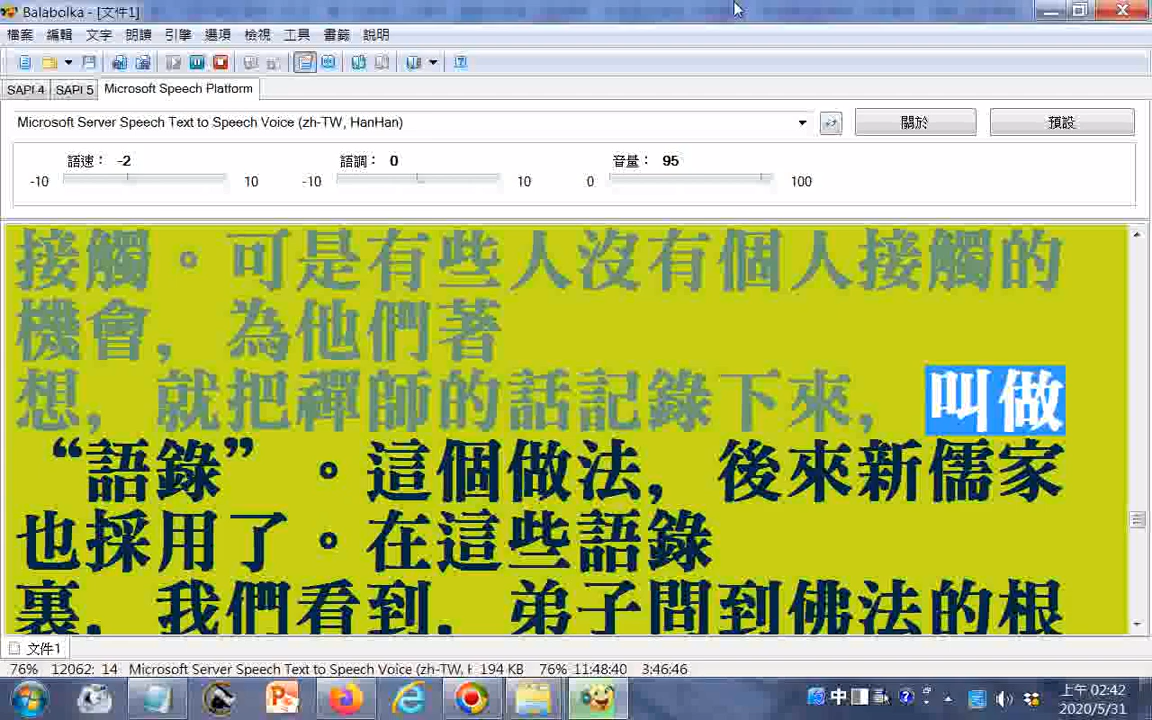 Balabolka - [文件1]
檔案 編輯 文字 朗讀 引擎 選項 檢視 工具 書籤 說明
SAPI 4 SAPI 5 Microsoft Speech Platform
Microsoft Server Speech Text to Speech Voice (zh-TW, HanHan)
關於 預設
語速： -2 語調： 0 音量： 95
-10 10 -10 10 0 100
接觸。可是有些人沒有個人接觸的
機會，為他們著
想，就把禪師的話記錄下來，叫做
“語錄”。這個做法，後來新儒家
也採用了。在這些語錄
裏，我們看到，弟子問到佛法的根
文件1
76% 12062: 14 Microsoft Server Speech Text to Speech Voice (zh-TW, 194 KB 76% 11:48:40 3:46:46
中
上午 02:42
2020/5/31